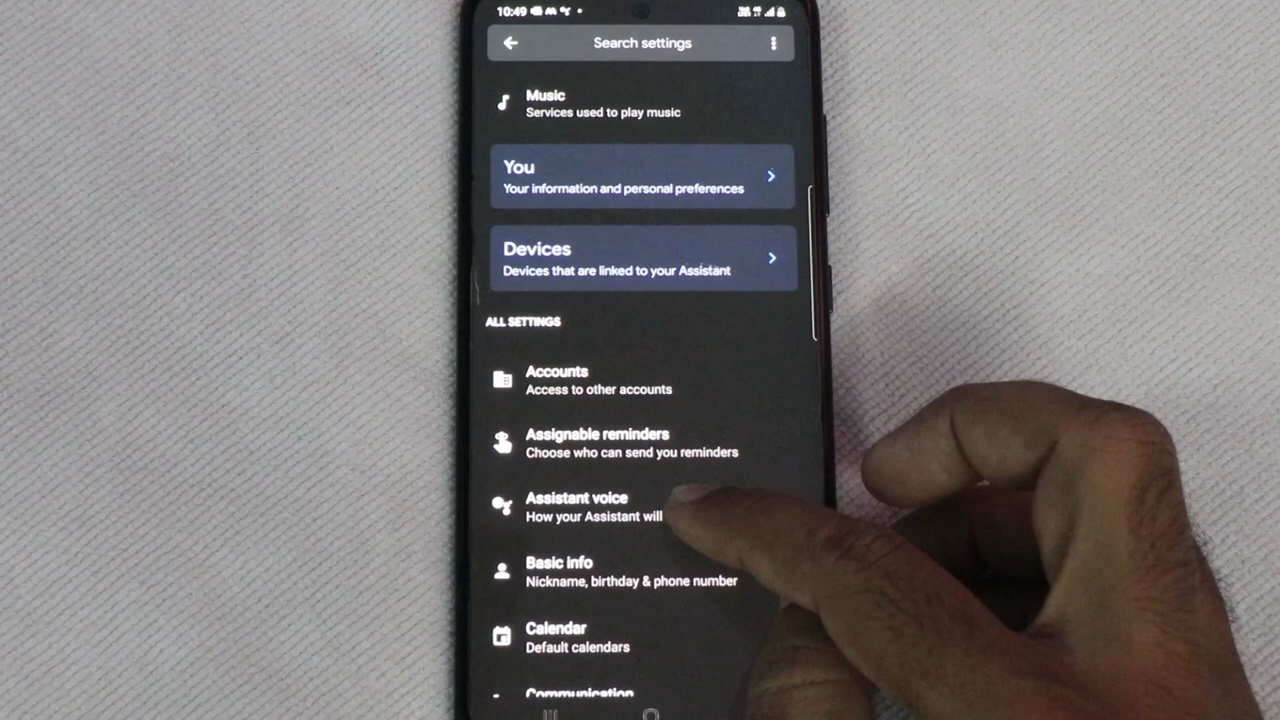 10:49
Search settings
Music
Services used to play music
You
Your information and personal preferences
Devices
Devices that are linked to your Assistant
ALL SETTINGS
Accounts
Access to other accounts
Assignable reminders
Choose who can send you reminders
Assistant voice
How your Assistant will
Basic info
Nickname, birthday & phone number
Calendar
Default calendars
Communication